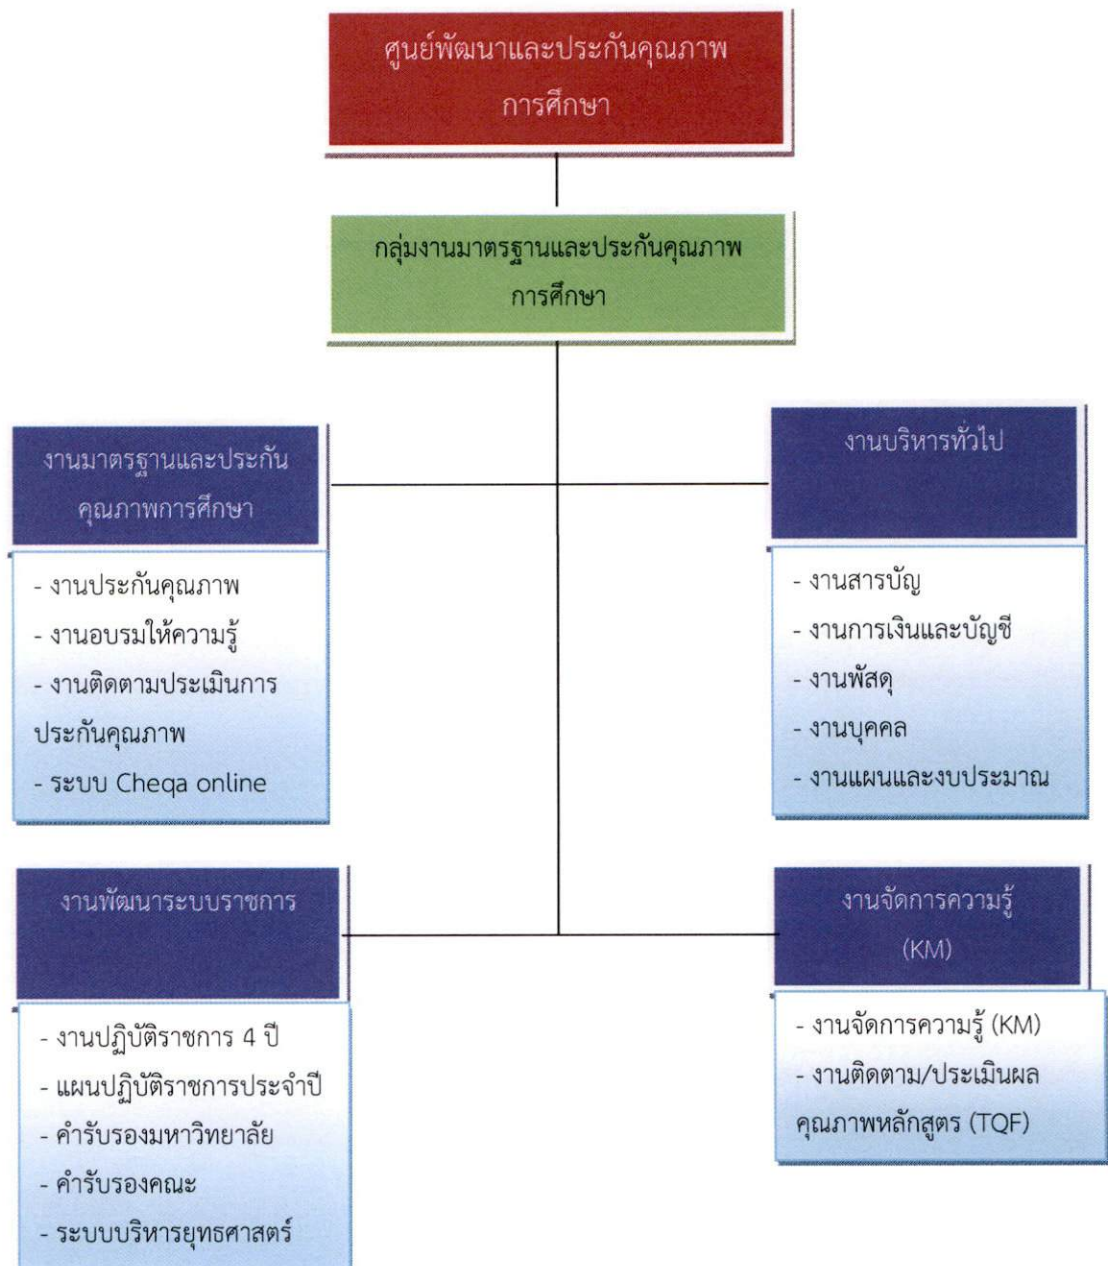 ศูนย์พัฒนาและประกันคุณภาพ
การศึกษา
กลุ่มงานมาตรฐานและประกันคุณภาพ
การศึกษา
งานมาตรฐานและประกัน
คุณภาพการศึกษา
- งานประกันคุณภาพ
- งานอบรมให้ความรู้
- งานติดตามประเมินการ
ประกันคุณภาพ
- ระบบ Cheqa online
งานบริหารทั่วไป
- งานสารบัญ
- งานการเงินและบัญชี
- งานพัสดุ
- งานบุคคล
- งานแผนและงบประมาณ
งานพัฒนาระบบราชการ
- งานปฏิบัติราชการ 4 ปี
- แผนปฏิบัติราชการประจำปี
- คำรับรองมหาวิทยาลัย
- คำรับรองคณะ
- ระบบบริหารยุทธศาสตร์
งานจัดการความรู้
(KM)
- งานจัดการความรู้ (KM)
- งานติดตาม/ประเมินผล
คุณภาพหลักสูตร (TQF)